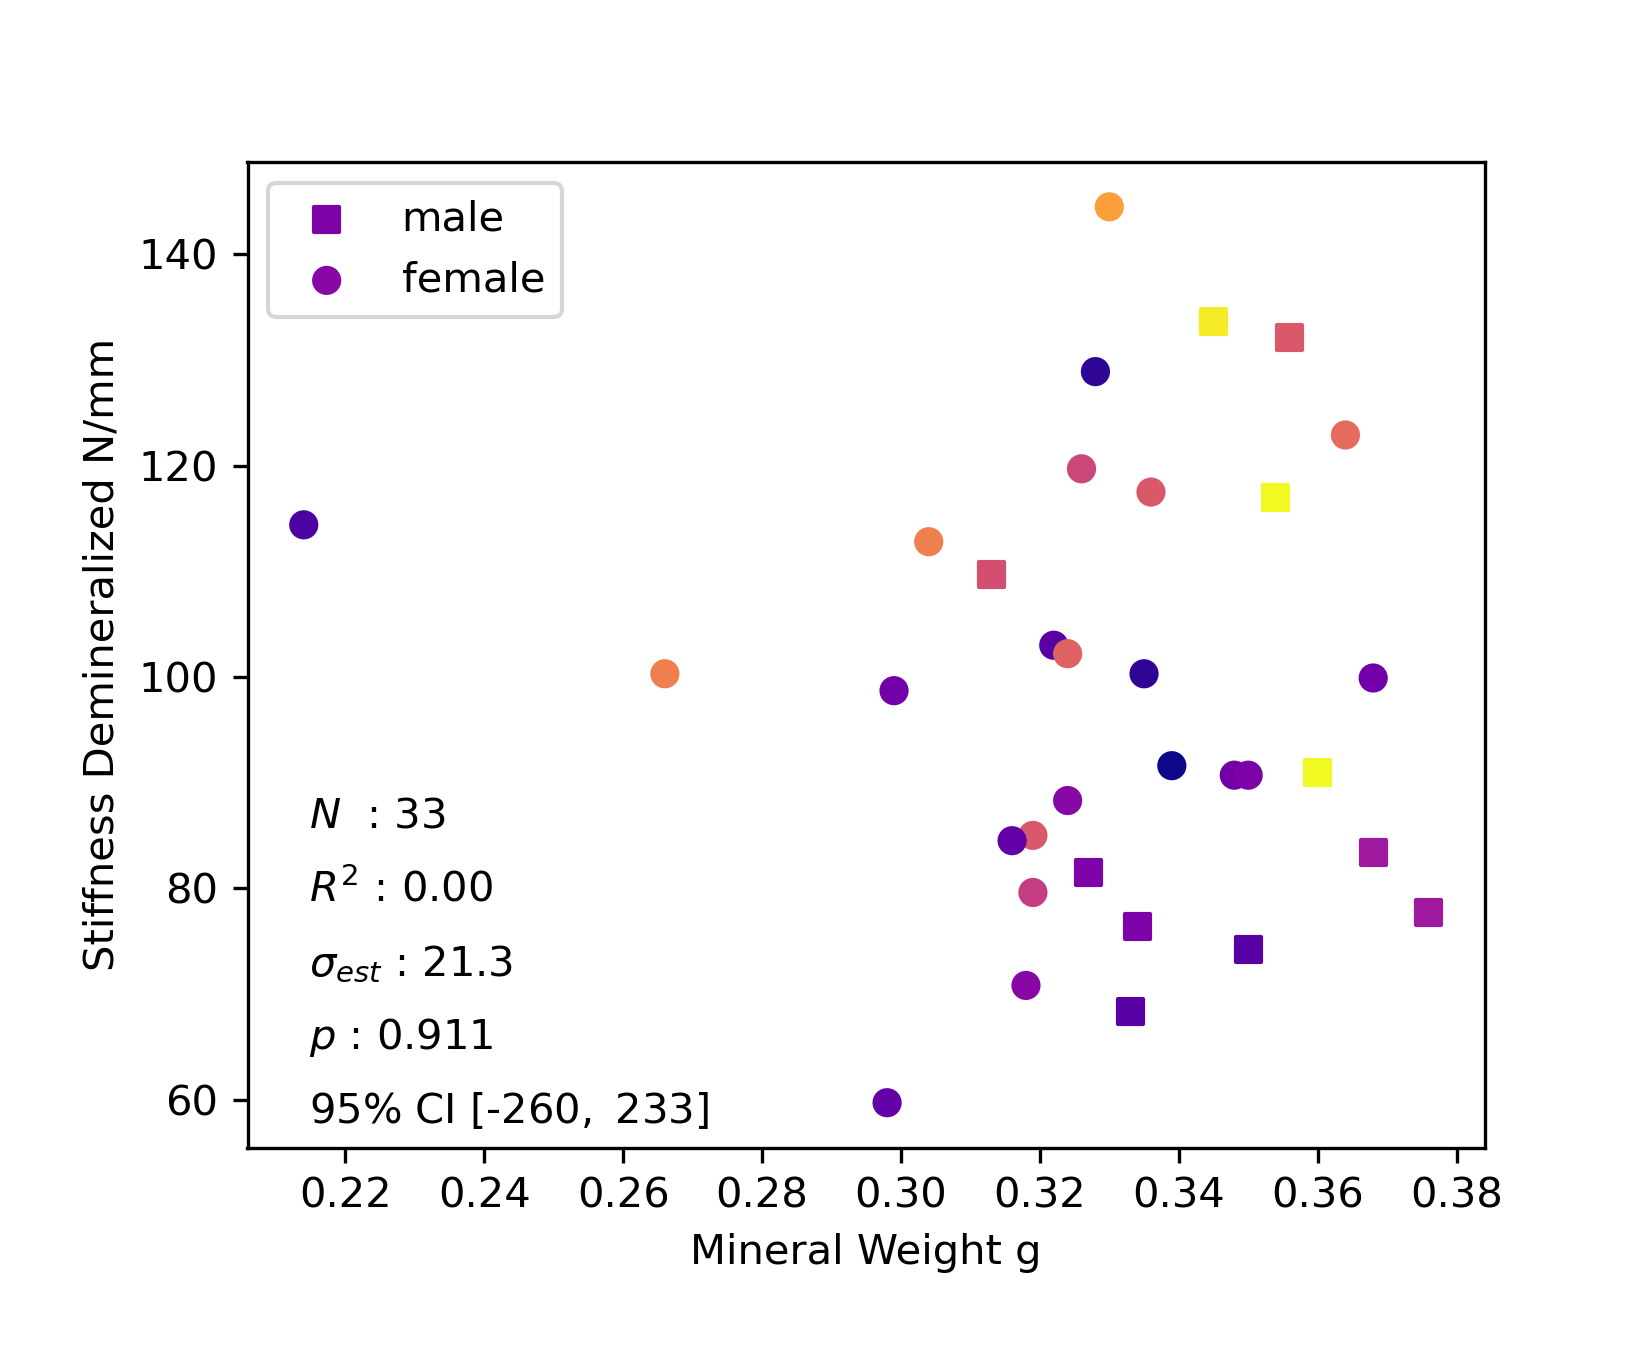 male
female
140
120
100
80
60
Stiffness Demineralized N/mm
N : 33
R² : 0.00
σest : 21.3
p : 0.911
95% CI [-260, 233]
0.22 0.24 0.26 0.28 0.30 0.32 0.34 0.36 0.38
Mineral Weight g